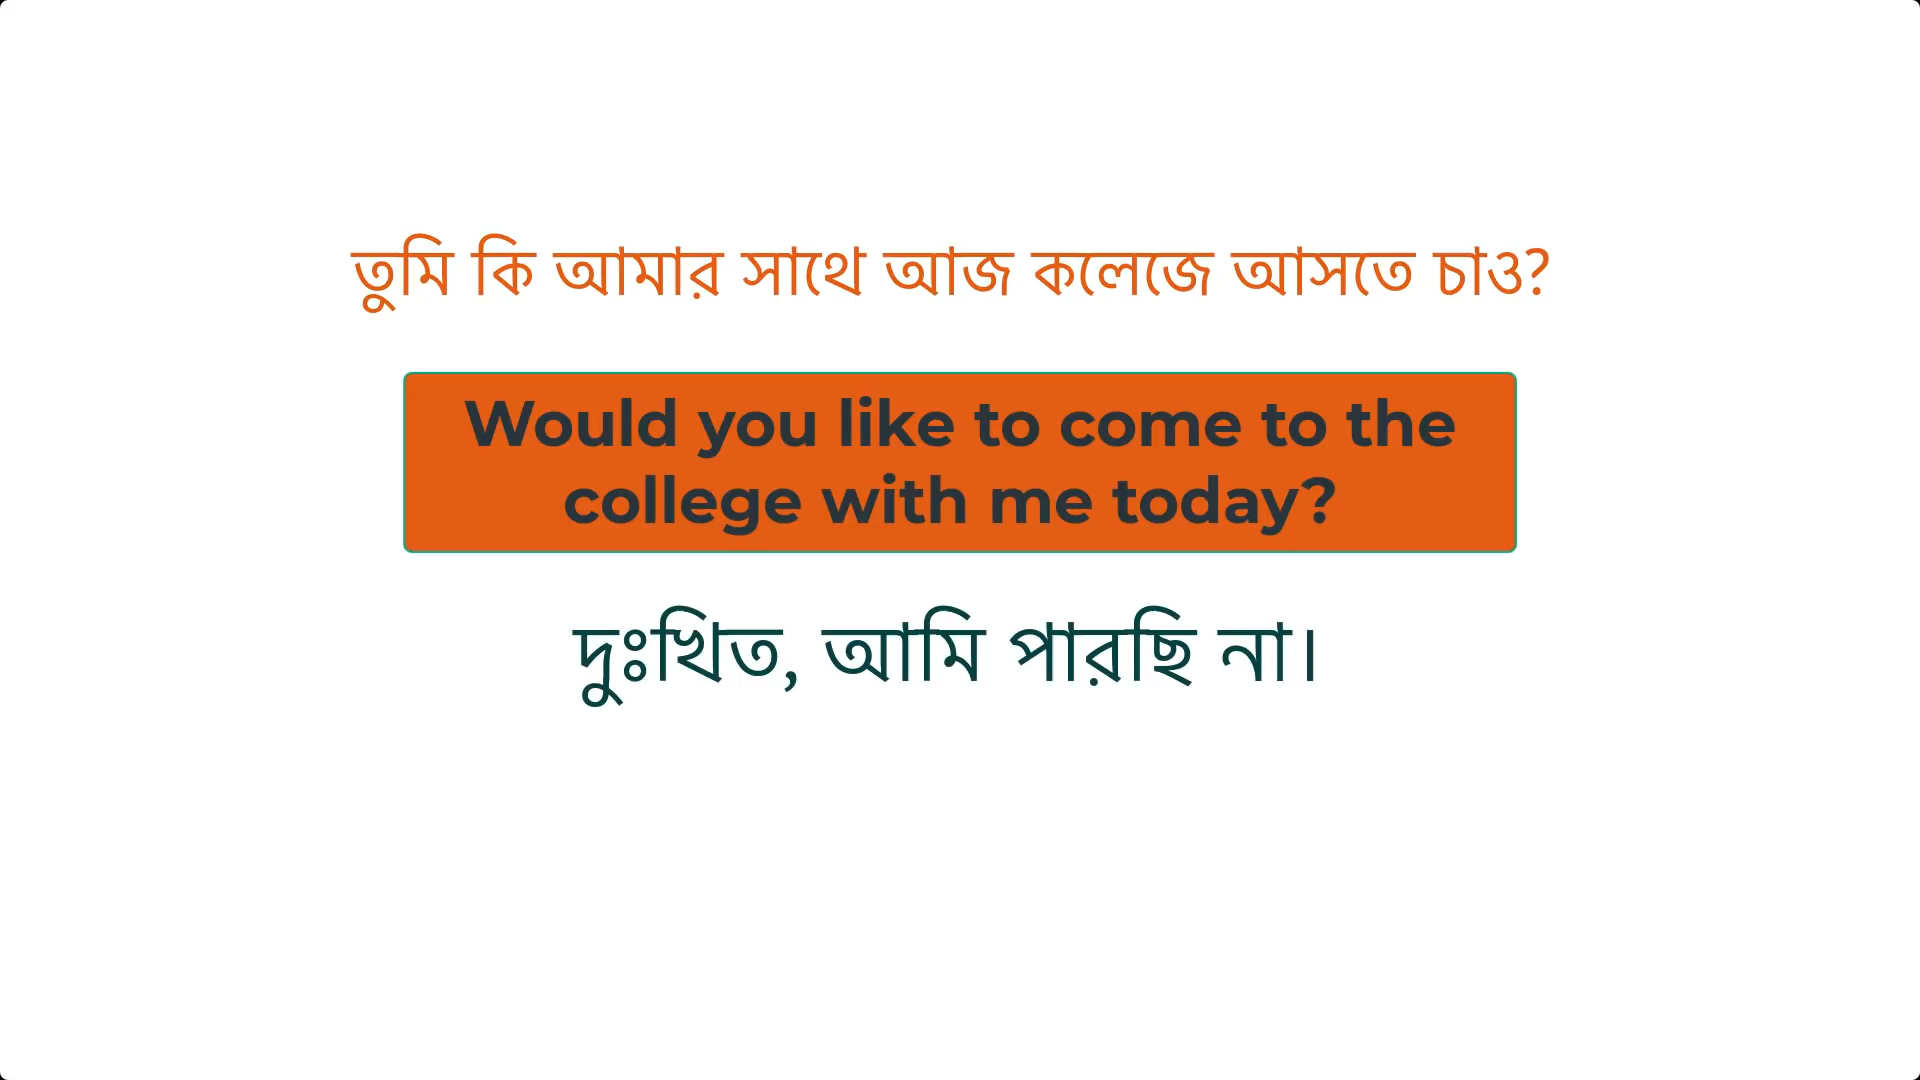 তুমি কি আমার সাথে আজ কলেজে আসতে চাও?
Would you like to come to the
college with me today?
দুঃখিত, আমি পারছি না।